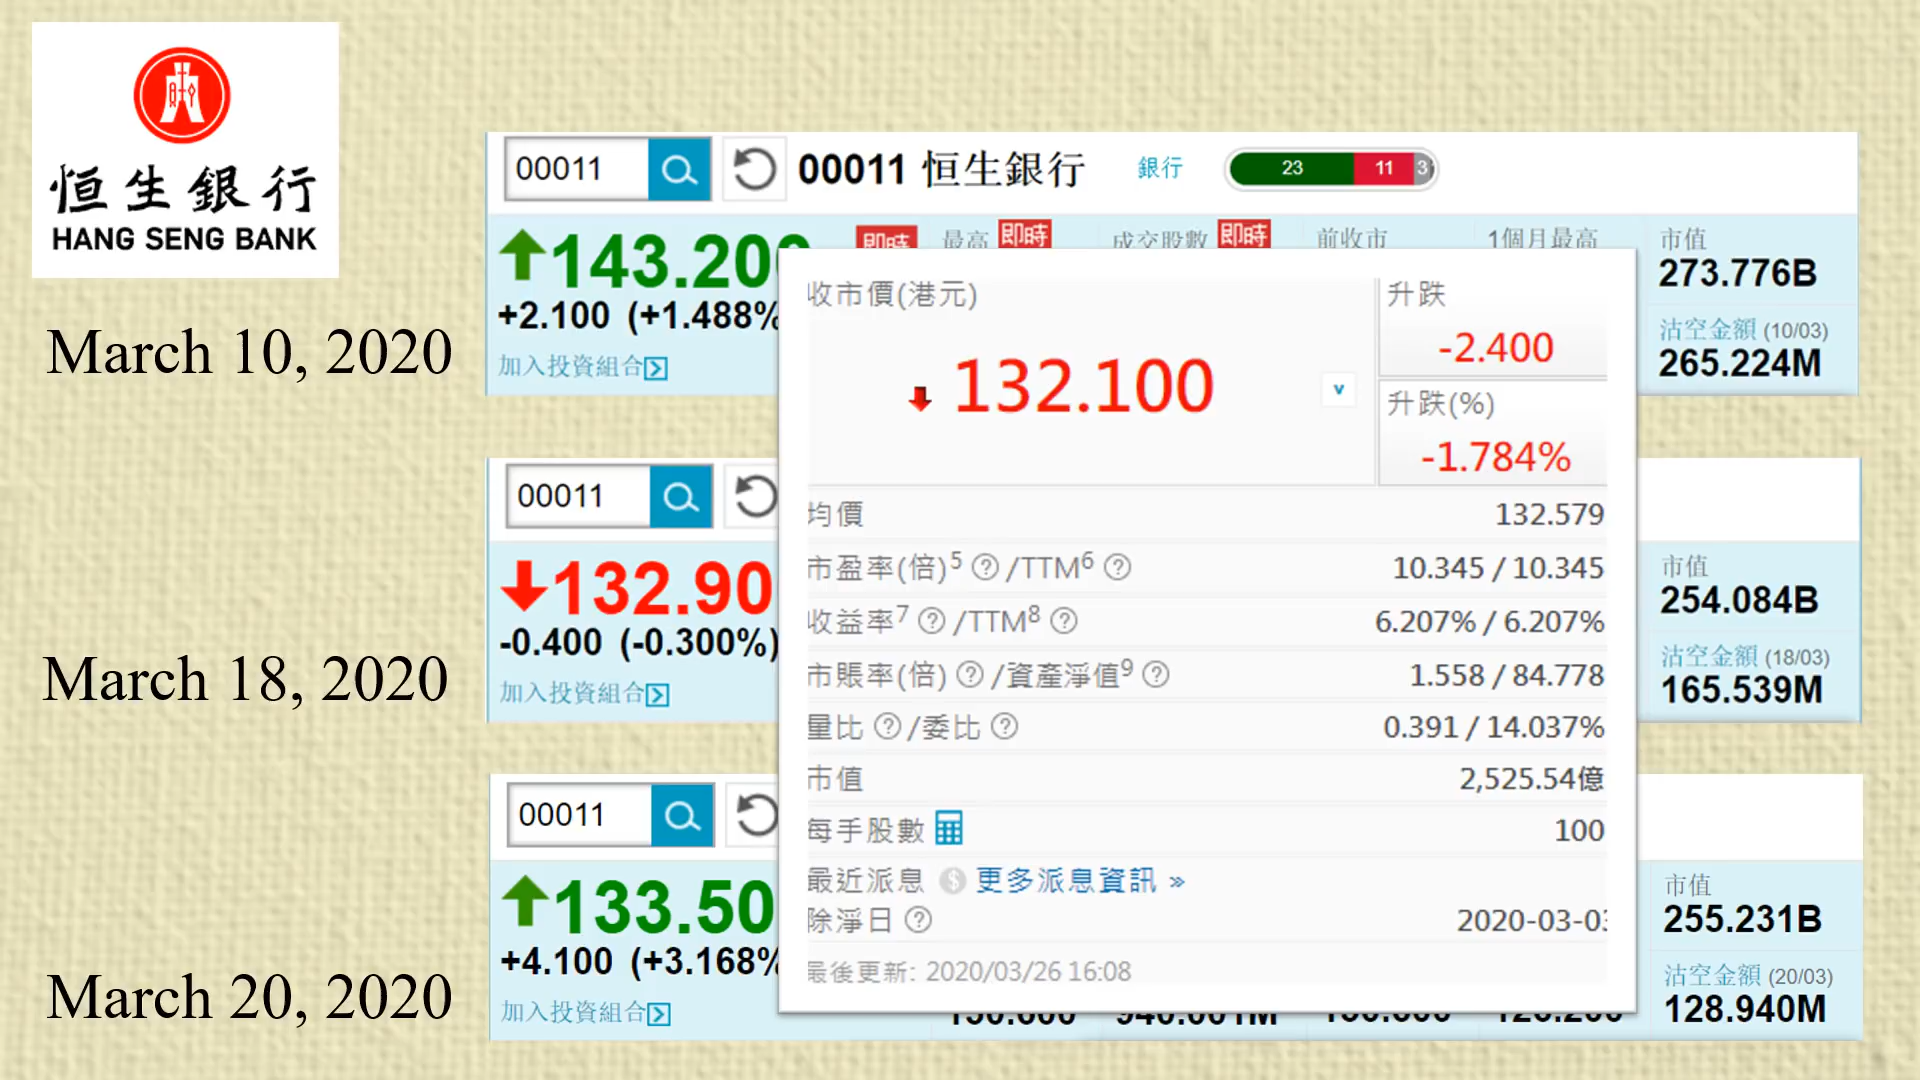 恒生銀行
HANG SENG BANK
March 10, 2020
00011
00011 恒生銀行
銀行
23 11 3
143.200
+2.100 (+1.488%
加入投資組合
即時
最高 即時
成交股數 即時
前收市
1個月最高
市值
273.776B
沽空金額 (10/03)
265.224M
March 18, 2020
00011
132.90
-0.400 (-0.300%)
加入投資組合
市值
254.084B
沽空金額 (18/03)
165.539M
March 20, 2020
00011
133.50
+4.100 (+3.168%
加入投資組合
市值
255.231B
沽空金額 (20/03)
128.940M
收市價(港元)
132.100
升跌
-2.400
升跌(%)
-1.784%
均價 132.579
市盈率(倍)5 /TTM6 10.345 / 10.345
收益率7 /TTM8 6.207% / 6.207%
市賬率(倍) /資產淨值9 1.558 / 84.778
量比 /委比 0.391 / 14.037%
市值 2,525.54億
每手股數 100
最近派息 $ 更多派息資訊 »
除淨日 2020-03-03
最後更新: 2020/03/26 16:08